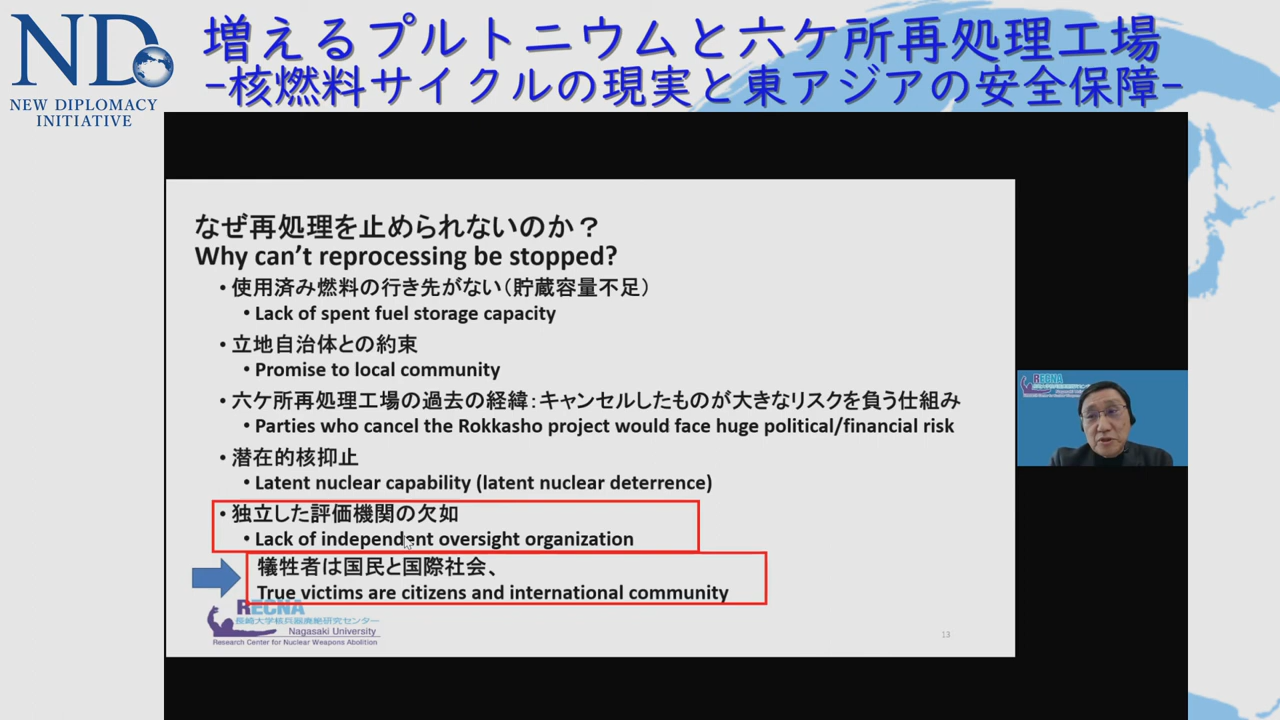 ND
NEW DIPLOMACY
INITIATIVE
増えるプルトニウムと六ケ所再処理工場
-核燃料サイクルの現実と東アジアの安全保障-
なぜ再処理を止められないのか？
Why can't reprocessing be stopped?
・使用済み燃料の行き先がない（貯蔵容量不足）
• Lack of spent fuel storage capacity
・立地自治体との約束
• Promise to local community
・六ケ所再処理工場の過去の経緯：キャンセルしたものが大きなリスクを負う仕組み
• Parties who cancel the Rokkasho project would face huge political/financial risk
・潜在的核抑止
• Latent nuclear capability (latent nuclear deterrence)
・独立した評価機関の欠如
• Lack of independent oversight organization
犠牲者は国民と国際社会、
True victims are citizens and international community
RECNA
長崎大学核兵器廃絶研究センター
Nagasaki University
Research Center for Nuclear Weapons Abolition
13
RECNA